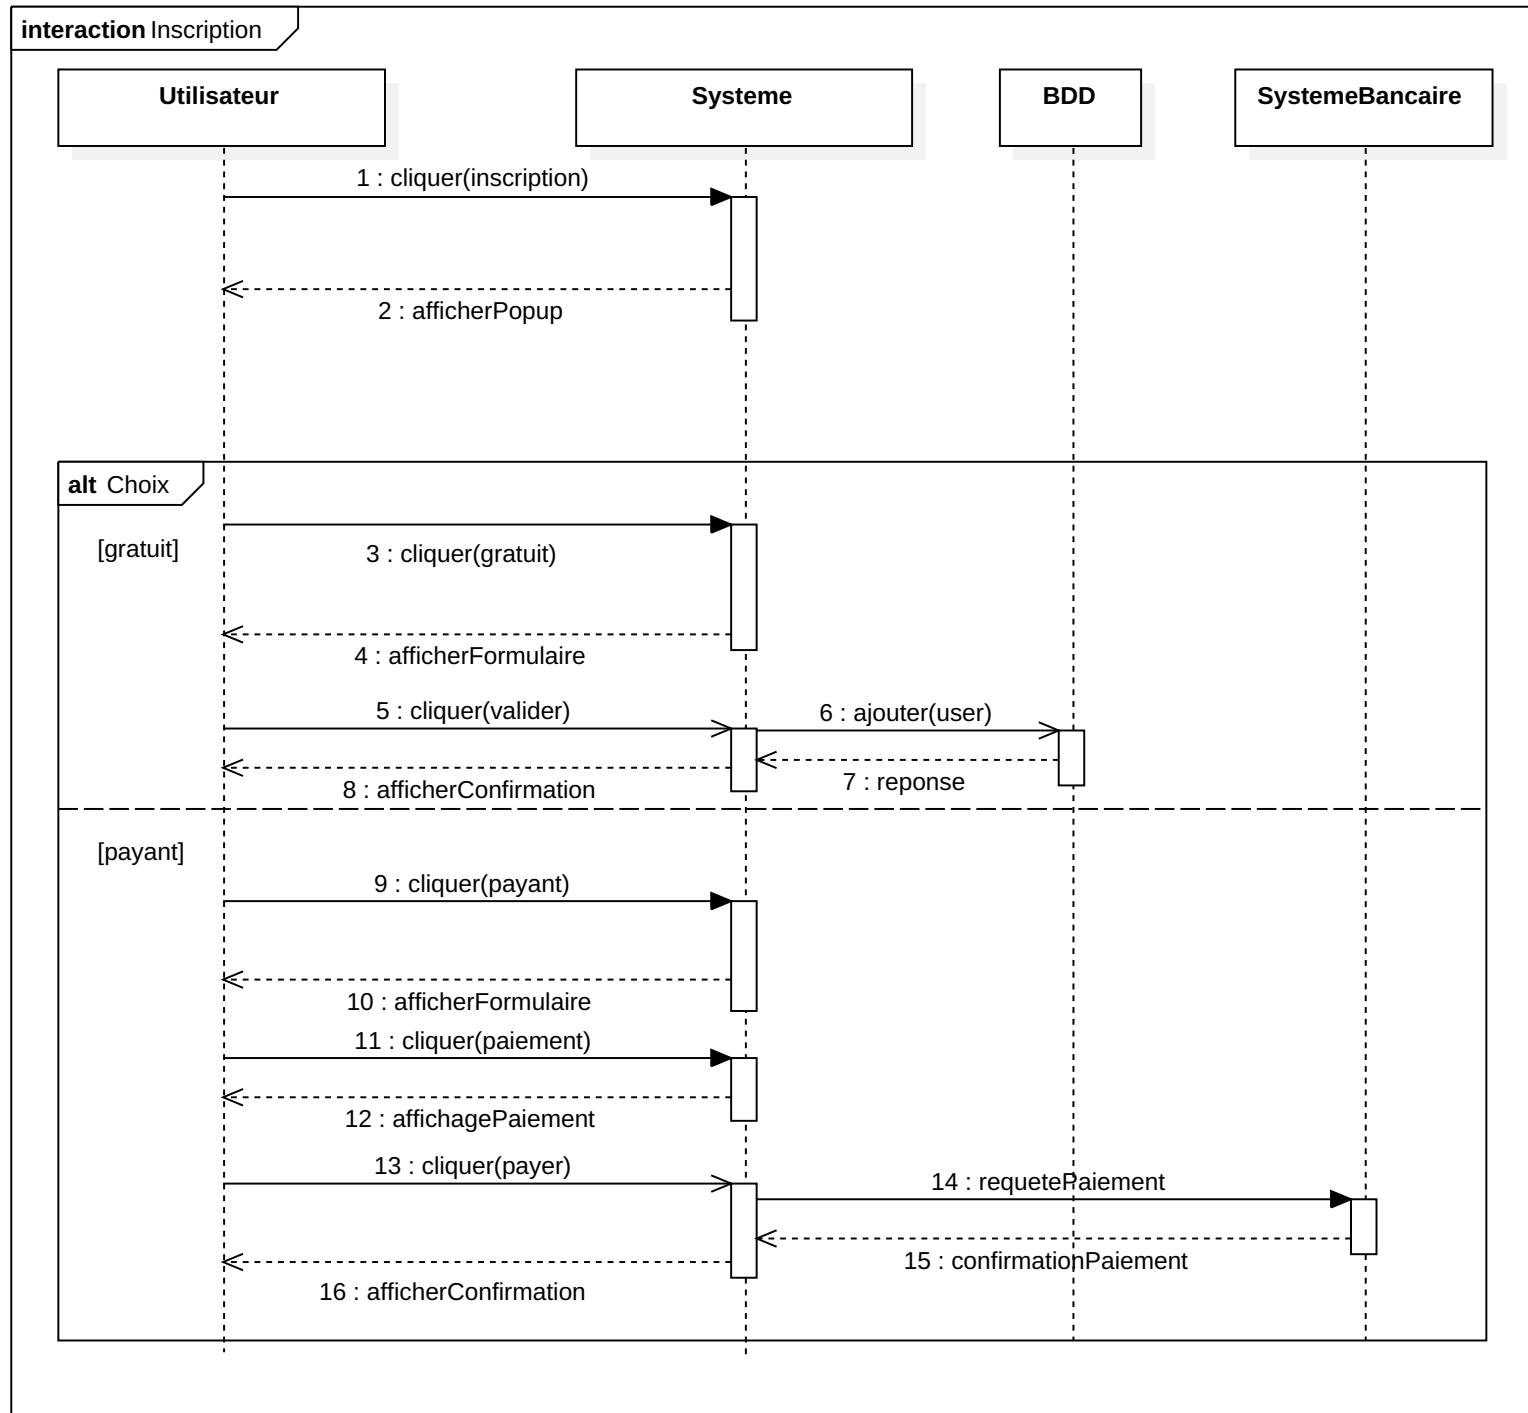 interaction Inscription
Utilisateur
Systeme
BDD
SystemeBancaire
1 : cliquer(inscription)
2 : afficherPopup
alt Choix
[gratuit]
3 : cliquer(gratuit)
4 : afficherFormulaire
5 : cliquer(valider)
6 : ajouter(user)
7 : reponse
8 : afficherConfirmation
[payant]
9 : cliquer(payant)
10 : afficherFormulaire
11 : cliquer(paiement)
12 : affichagePaiement
13 : cliquer(payer)
14 : requetePaiement
15 : confirmationPaiement
16 : afficherConfirmation